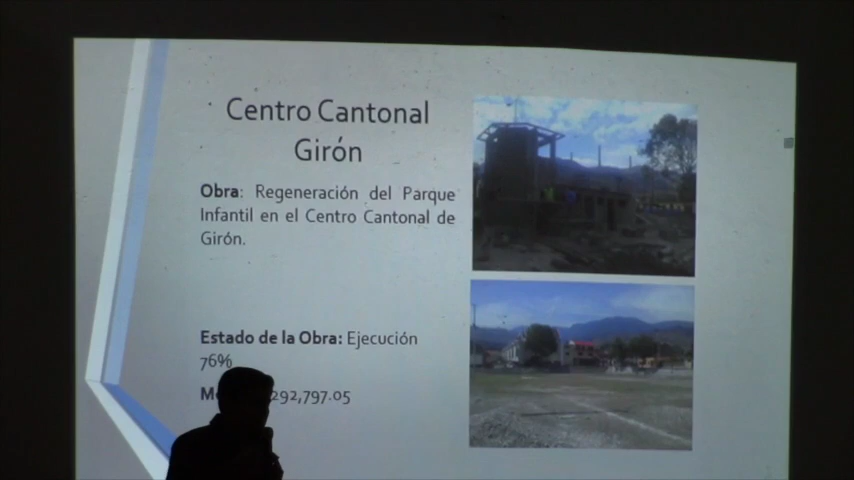 Centro Cantonal
Girón
Obra: Regeneración del Parque
Infantil en el Centro Cantonal de
Girón.
Estado de la Obra: Ejecución
76%
292,797.05